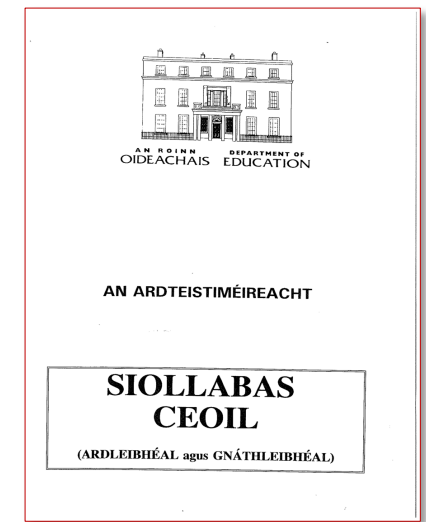 AN ROINN
OIDEACHAIS
DEPARTMENT OF
EDUCATION
AN ARDTEISTIMÉIREACHT
SIOLLABAS
CEOIL
(ARDLEIBHÉAL agus GNÁTHLEIBHÉAL)